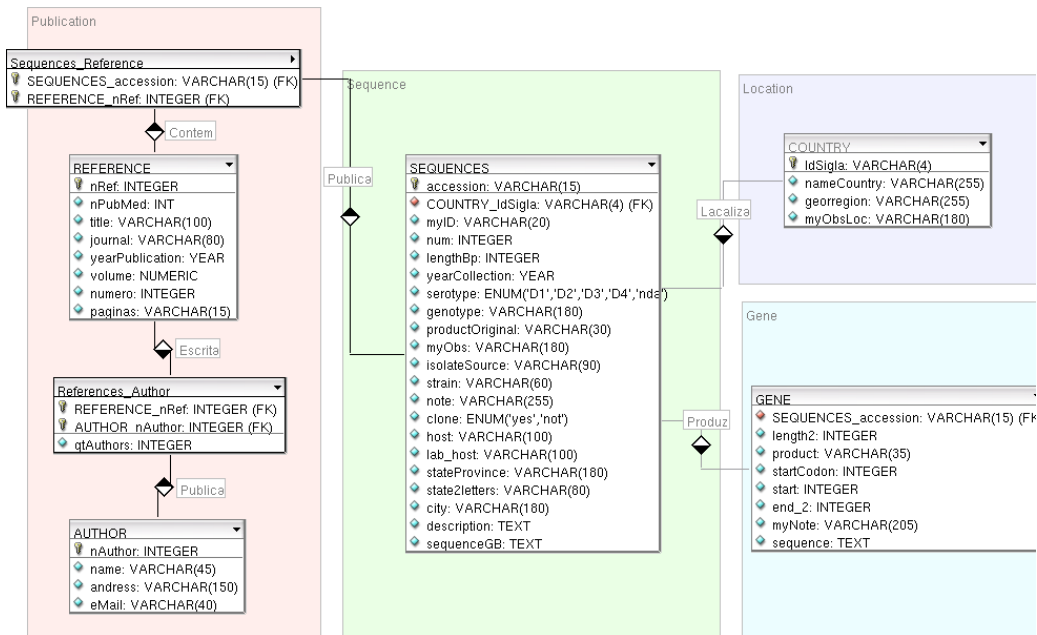 Publication
Sequences_Reference
SEQUENCES_accession: VARCHAR(15) (FK)
REFERENCE_nRef: INTEGER (FK)
Contem
REFERENCE
nRef: INTEGER
nPubMed: INT
title: VARCHAR(100)
journal: VARCHAR(80)
yearPublication: YEAR
volume: NUMERIC
numero: INTEGER
paginas: VARCHAR(15)
Escrita
References_Author
REFERENCE_nRef: INTEGER (FK)
AUTHOR_nAuthor: INTEGER (FK)
qtAuthors: INTEGER
Publica
AUTHOR
nAuthor: INTEGER
name: VARCHAR(45)
andress: VARCHAR(150)
eMail: VARCHAR(40)
Publica
Sequence
SEQUENCES
accession: VARCHAR(15)
COUNTRY_IdSigla: VARCHAR(4) (FK)
myID: VARCHAR(20)
num: INTEGER
lengthBp: INTEGER
yearCollection: YEAR
serotype: ENUM('D1','D2','D3','D4','nda')
genotype: VARCHAR(180)
productOriginal: VARCHAR(30)
myObs: VARCHAR(180)
isolateSource: VARCHAR(90)
strain: VARCHAR(60)
note: VARCHAR(255)
clone: ENUM('yes','not')
host: VARCHAR(100)
lab_host: VARCHAR(100)
stateProvince: VARCHAR(180)
state2letters: VARCHAR(80)
city: VARCHAR(180)
description: TEXT
sequenceGB: TEXT
Lacaliza
Produz
Location
COUNTRY
IdSigla: VARCHAR(4)
nameCountry: VARCHAR(255)
georregion: VARCHAR(255)
myObsLoc: VARCHAR(180)
Gene
GENE
SEQUENCES_accession: VARCHAR(15) (FK
length2: INTEGER
product: VARCHAR(35)
startCodon: INTEGER
start: INTEGER
end_2: INTEGER
myNote: VARCHAR(205)
sequence: TEXT